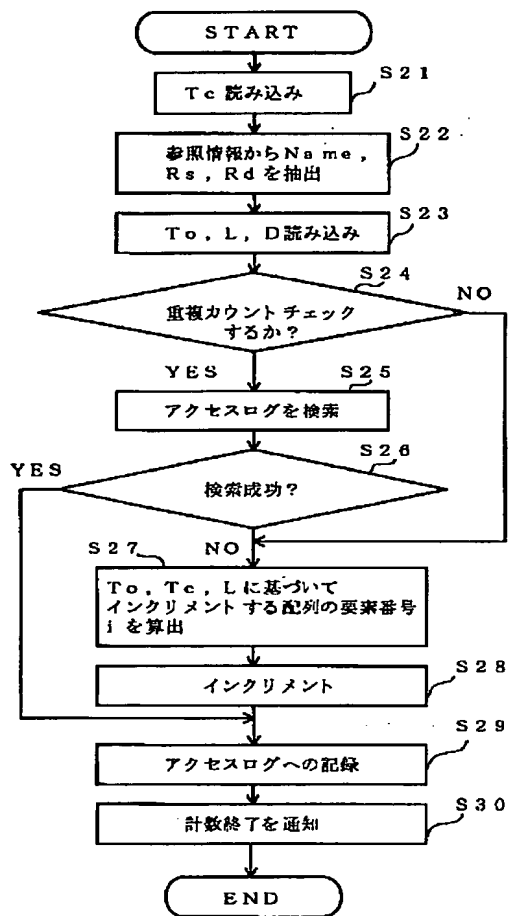 START
S21
Tc 読み込み
S22
参照情報からName,
Rs, Rdを抽出
S23
To, L, D読み込み
S24
NO
重複カウントチェック
するか?
YES
S25
アクセスログを検索
S26
YES
検索成功?
S27
NO
To, Tc, Lに基づいて
インクリメントする配列の要素番号
iを算出
S28
インクリメント
S29
アクセスログへの記録
S30
計数終了を通知
END